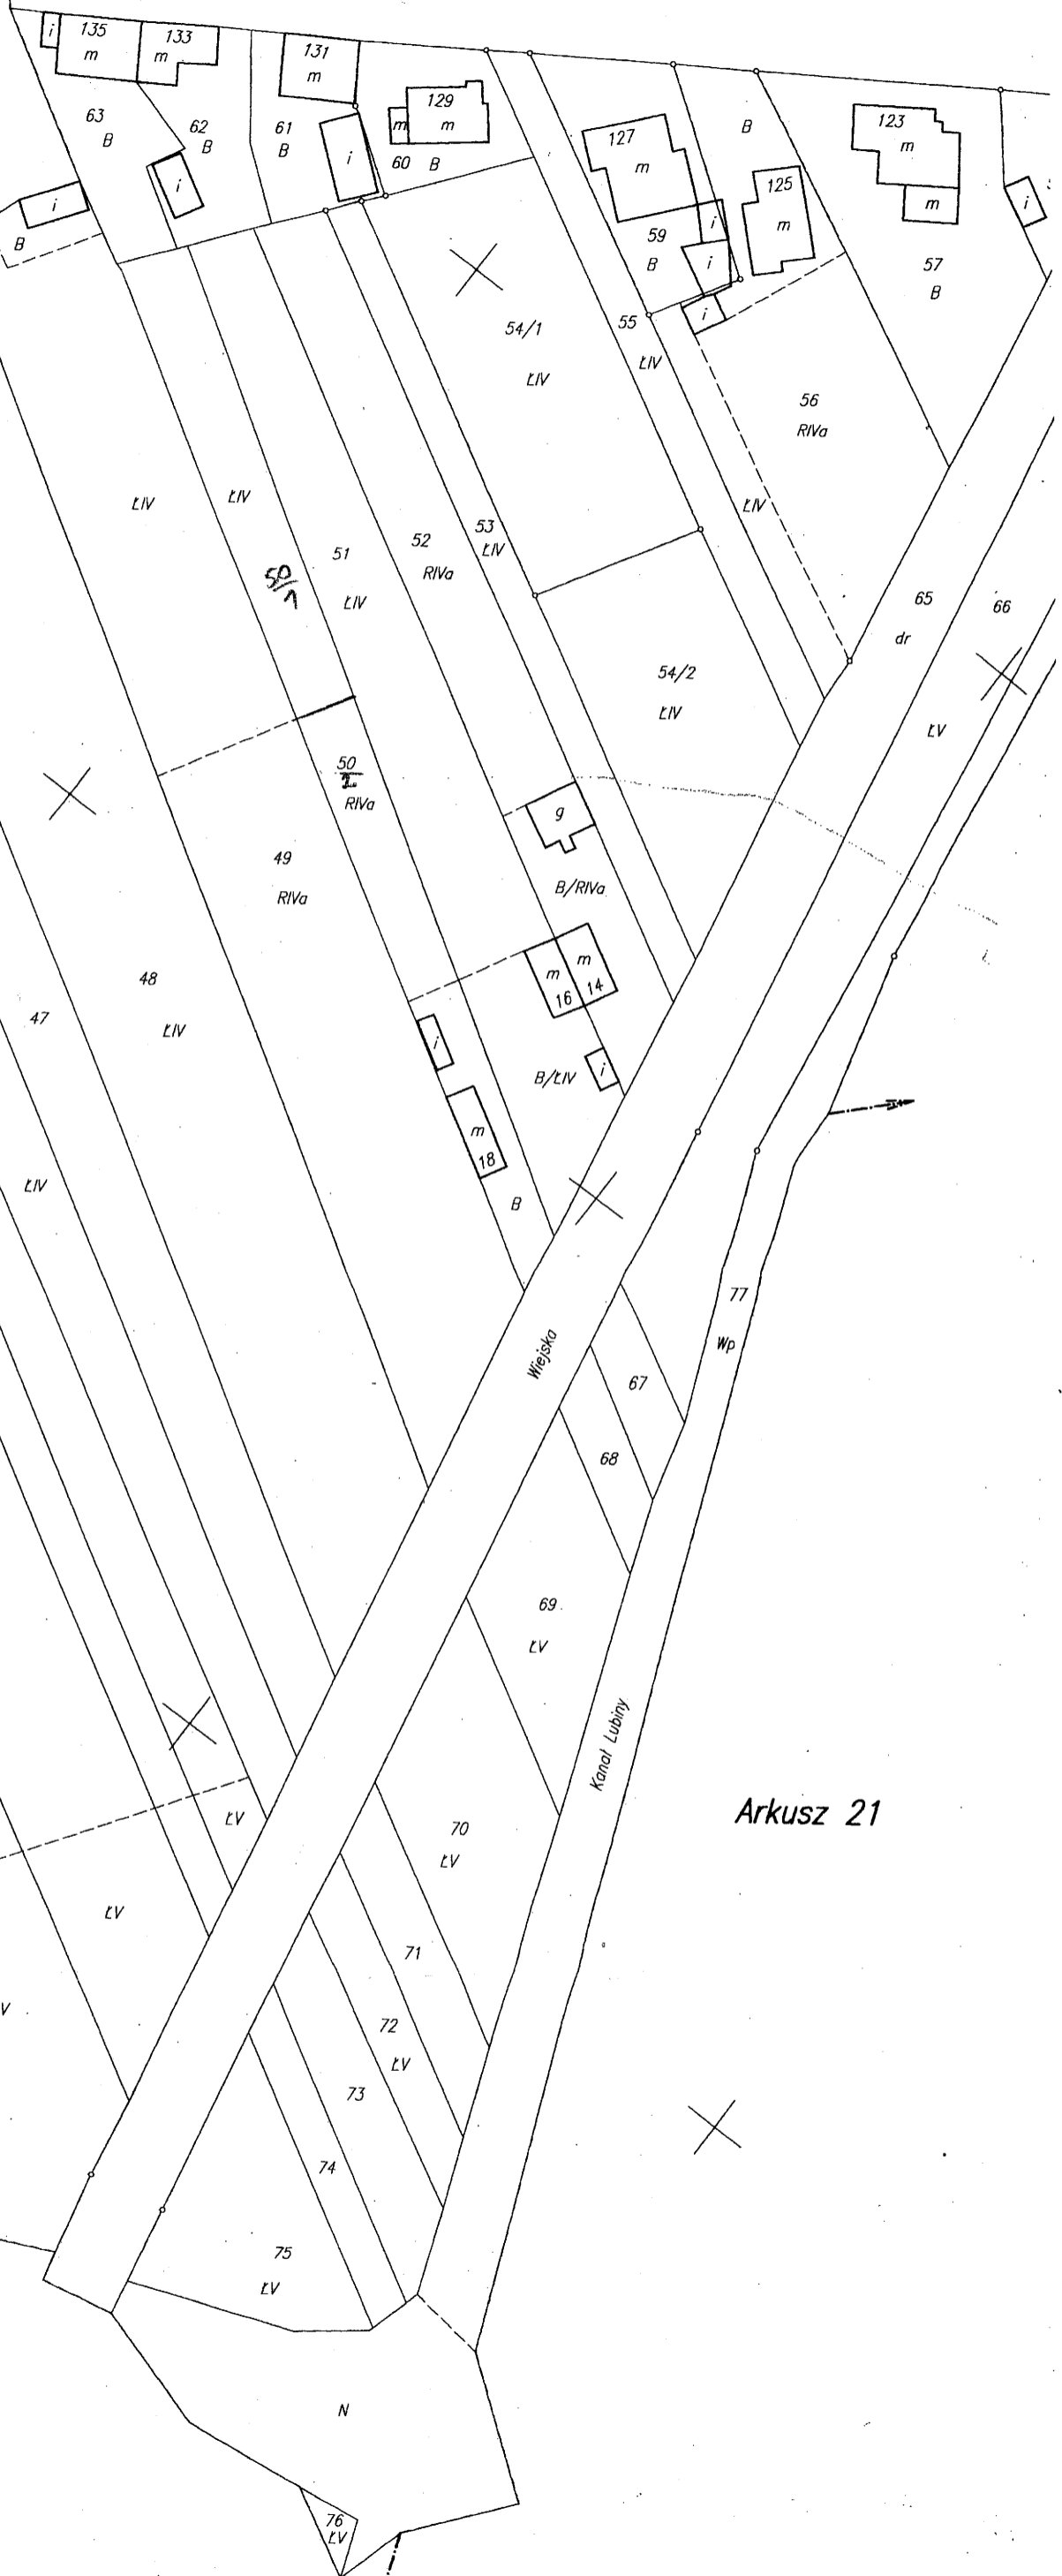 i
135
m
133
m
131
m
129
m
m
127
m
B
125
m
123
m
m
i
63
B
62
B
61
B
i
60 B
i
i
B
59
B
i
i
i
57
B
54/1
ŁIV
55
ŁIV
56
RIVa
ŁIV
ŁIV
50/1
51
ŁIV
52
RIVa
53
ŁIV
ŁIV
65
dr
66
54/2
ŁIV
ŁV
50
2
RIVa
g
49
RIVa
B/RIVa
48
ŁIV
47
m
16
m
14
i
B/ŁIV
i
m
18
ŁIV
B
Wiejska
77
Wp
67
68
69
ŁV
Kanał Lubiny
Arkusz 21
ŁV
70
ŁV
ŁV
71
V
72
ŁV
73
74
75
ŁV
N
76
ŁV